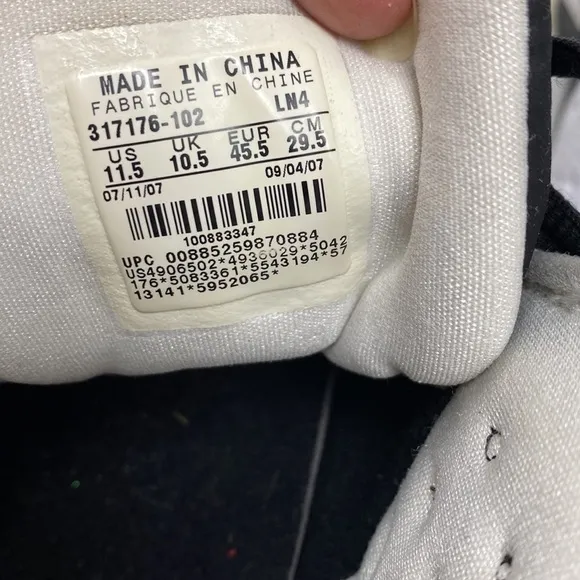 MADE IN CHINA
FABRIQUE EN CHINE
317176-102 LN4
US UK EUR CM
11.5 10.5 45.5 29.5
07/11/07 09/04/07
100883347
UPC 00885259870884
US4906502*4936029*5042
176*5083361*5543194*57
13141*5952065*